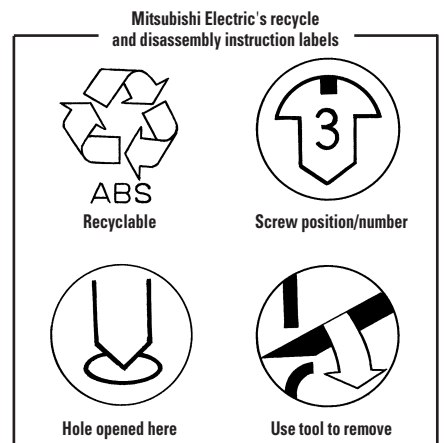 Mitsubishi Electric's recycle
and disassembly instruction labels
ABS
3
Recyclable
Screw position/number
Hole opened here
Use tool to remove